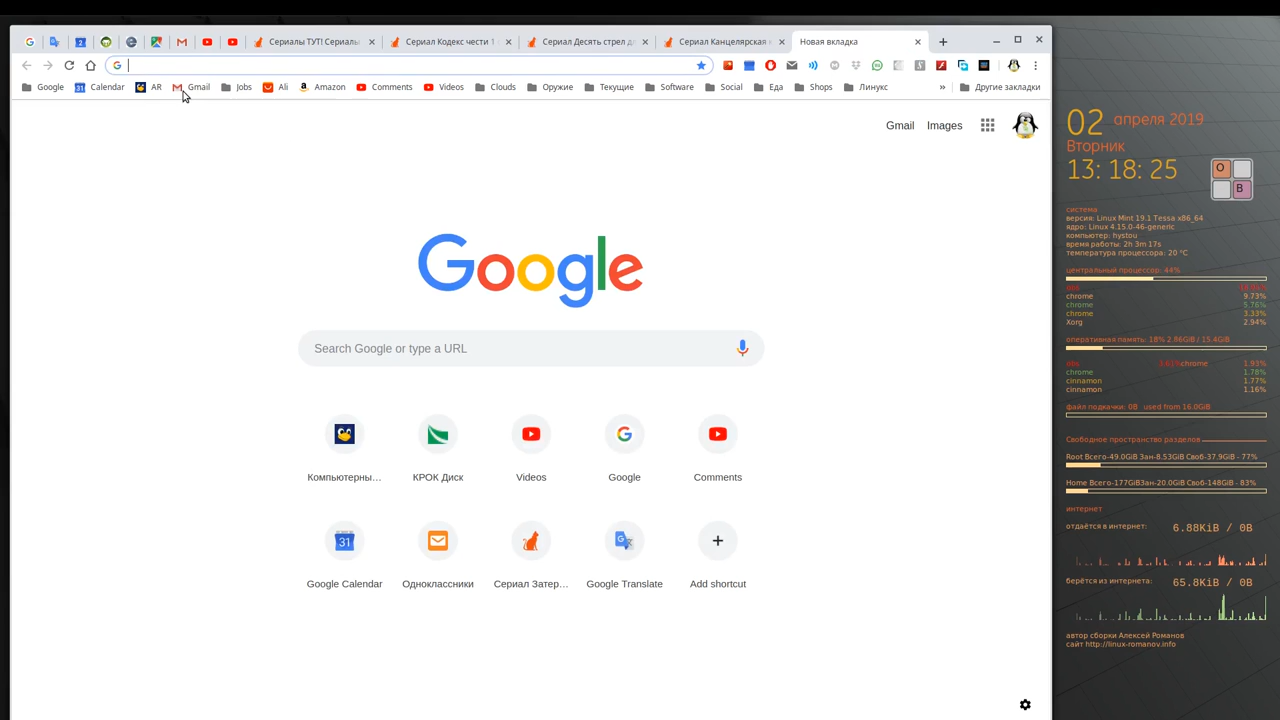 Сериалы ТУТ! Сериалы
Сериал Кодекс чести 1
Сериал Десять стрел дл
Сериал Канцелярская к
Новая вкладка
Google
Calendar
AR
Gmail
Jobs
Ali
Amazon
Comments
Videos
Clouds
Оружие
Текущие
Software
Social
Еда
Shops
Линукс
»
Другие закладки
Gmail
Images
Google
Search Google or type a URL
Компьютерны...
КРОК Диск
Videos
Google
Comments
Google Calendar
Одноклассники
Сериал Затер...
Google Translate
Add shortcut
02 апреля 2019
Вторник
13: 18: 25
О
В
система
версия: Linux Mint 19.1 Tessa x86_64
ядро: Linux 4.15.0-46-generic
компьютер: hystou
время работы: 2h 3m 17s
температура процессора: 20 °C
центральный процессор: 44%
chrome 9.73%
chrome 5.76%
chrome 3.33%
Xorg 2.94%
оперативная память: 18% 2.86GiB / 15.4GiB
chrome 1.93%
chrome 1.78%
cinnamon 1.77%
cinnamon 1.16%
файл подкачки: 0B used from 16.0GiB
Свободное пространство разделов
Root Всего-49.0GiB Зан-8.53GiB Своб-37.9GiB - 77%
Home Всего-177GiBЗан-20.0GiB Своб-148GiB - 83%
интернет
отдаётся в интернет: 6.88KiB / 0B
берётся из интернета: 65.8KiB / 0B
автор сборки Алексей Романов
сайт http://linux-romanov.info